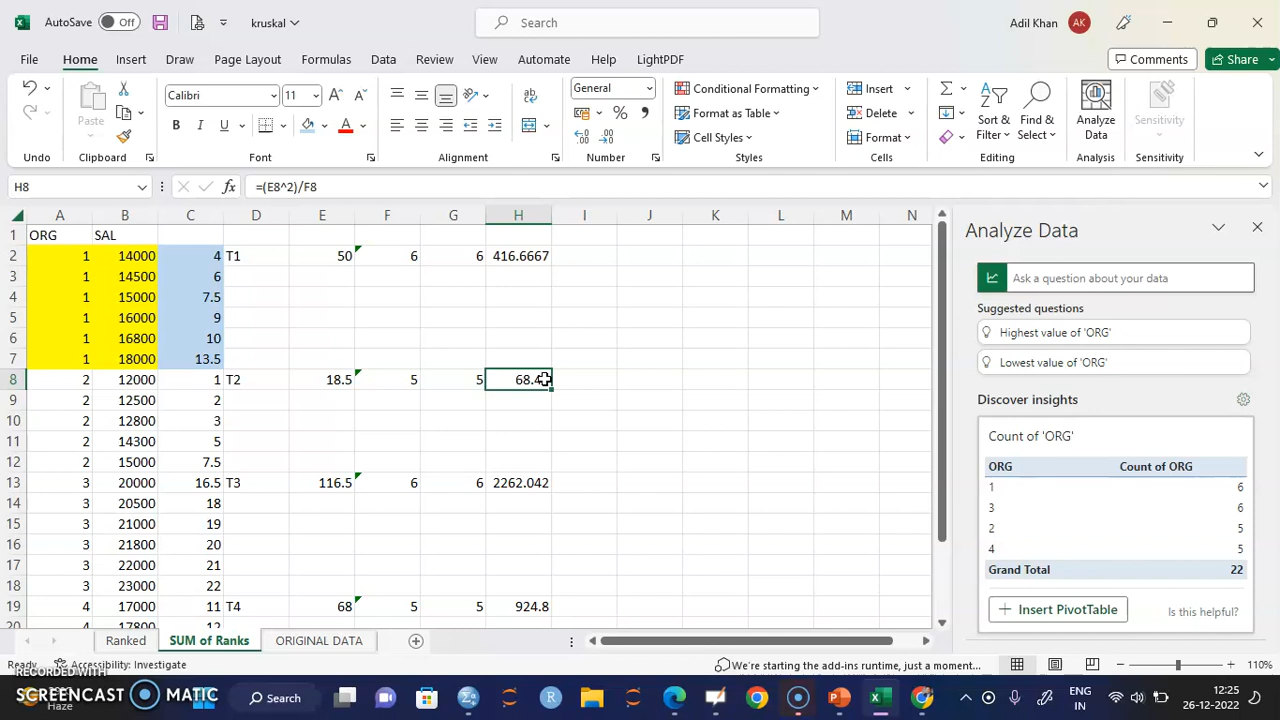 AutoSave Off kruskal Search Adil Khan AK
File Home Insert Draw Page Layout Formulas Data Review View Automate Help LightPDF Comments Share
Paste Calibri 11 General Conditional Formatting Insert Sort & Filter Find & Select Analyze Data Sensitivity
B I U A Format as Table Delete
% Cell Styles Format
Undo Clipboard Font Alignment Number Styles Cells Editing Analysis Sensitivity
H8 fx =(E8^2)/F8
A B C D E F G H I J K L M N
1 ORG SAL
2 1 14000 4 T1 50 6 6 416.6667
3 1 14500 6
4 1 15000 7.5
5 1 16000 9
6 1 16800 10
7 1 18000 13.5
8 2 12000 1 T2 18.5 5 5
9 2 12500 2
10 2 12800 3
11 2 14300 5
12 2 15000 7.5
13 3 20000 16.5 T3 116.5 6 6 2262.042
14 3 20500 18
15 3 21000 19
16 3 21800 20
17 3 22000 21
18 3 23000 22
19 4 17000 11 T4 68 5 5 924.8
20 4 17800 12
Analyze Data
Ask a question about your data
Suggested questions
Highest value of 'ORG'
Lowest value of 'ORG'
Discover insights
Count of 'ORG'
ORG Count of ORG
1 6
3 6
2 5
4 5
Grand Total 22
Insert PivotTable Is this helpful?
Ranked SUM of Ranks ORIGINAL DATA
Ready Accessibility: Investigate We're starting the add-ins runtime, just a moment... 110%
RECORDED WITH
SCREENCAST MATIC
Haze
Search
ENG
IN
12:25
26-12-2022